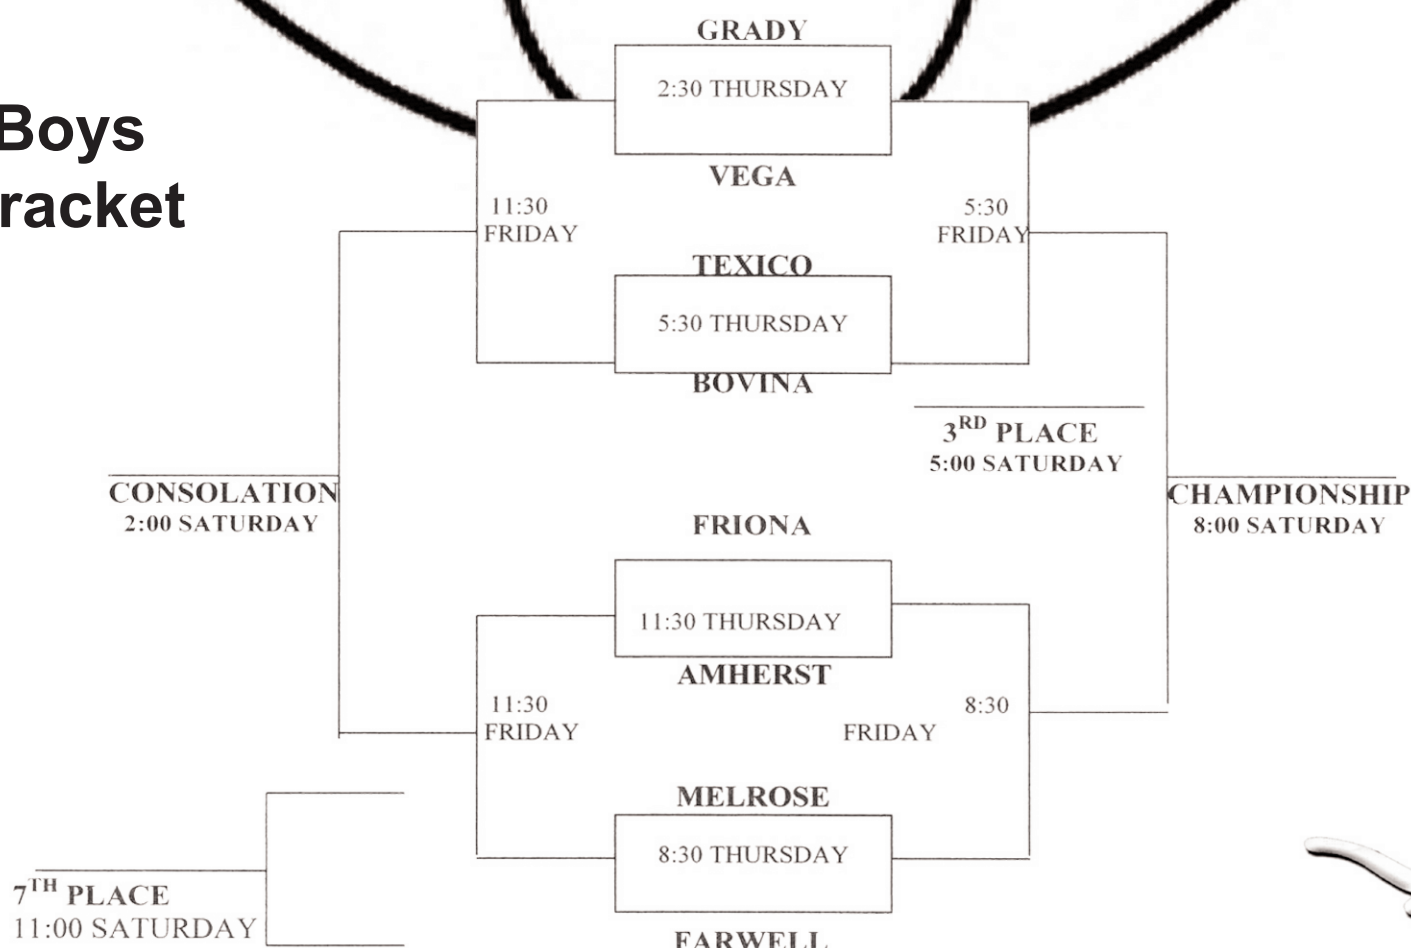 Boys
racket
GRADY
2:30 THURSDAY
VEGA
11:30
FRIDAY
5:30
FRIDAY
TEXICO
5:30 THURSDAY
BOVINA
3RD PLACE
5:00 SATURDAY
CONSOLATION
2:00 SATURDAY
CHAMPIONSHIP
8:00 SATURDAY
FRIONA
11:30 THURSDAY
AMHERST
11:30
FRIDAY
8:30
FRIDAY
MELROSE
8:30 THURSDAY
7TH PLACE
11:00 SATURDAY
FARWELL